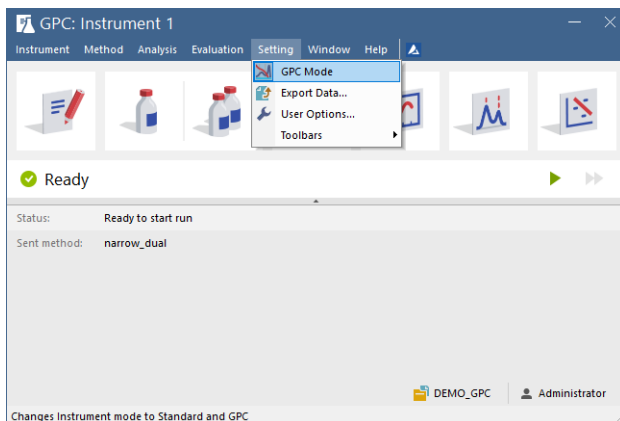 GPC: Instrument 1
Instrument Method Analysis Evaluation Setting Window Help
GPC Mode
Export Data...
User Options...
Toolbars
Ready
Status: Ready to start run
Sent method: narrow_dual
DEMO_GPC Administrator
Changes Instrument mode to Standard and GPC